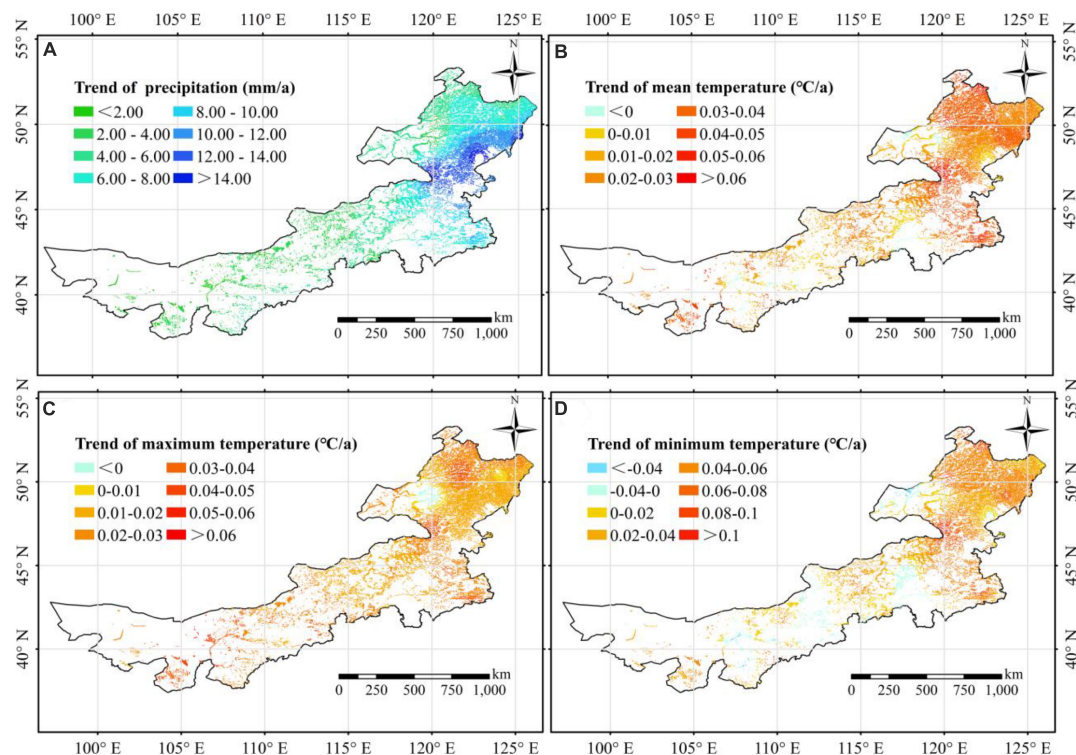 100° E 105° E 110° E 115° E 120° E 125° E 100° E 105° E 110° E 115° E 120° E 125° E
55° N 50° N 45° N 40° N
A
N
Trend of precipitation (mm/a)
<2.00 8.00 - 10.00
2.00 - 4.00 10.00 - 12.00
4.00 - 6.00 12.00 - 14.00
6.00 - 8.00 >14.00
km
0 250 500 750 1,000
B
N
Trend of mean temperature (°C/a)
<0 0.03-0.04
0-0.01 0.04-0.05
0.01-0.02 0.05-0.06
0.02-0.03 >0.06
km
0 250 500 750 1,000
55° N 50° N 45° N 40° N
55° N 50° N 45° N 40° N
C
N
Trend of maximum temperature (°C/a)
<0 0.03-0.04
0-0.01 0.04-0.05
0.01-0.02 0.05-0.06
0.02-0.03 >0.06
km
0 250 500 750 1,000
D
N
Trend of minimum temperature (°C/a)
<-0.04 0.04-0.06
-0.04-0 0.06-0.08
0-0.02 0.08-0.1
0.02-0.04 >0.1
km
0 250 500 750 1,000
55° N 50° N 45° N 40° N
100° E 105° E 110° E 115° E 120° E 125° E 100° E 105° E 110° E 115° E 120° E 125° E